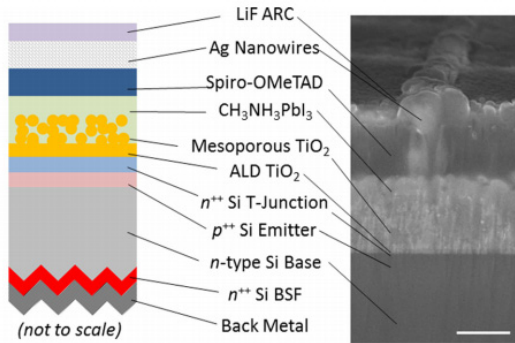 LiF ARC
Ag Nanowires
Spiro-OMeTAD
CH₃NH₃PbI₃
Mesoporous TiO₂
ALD TiO₂
n⁺⁺ Si T-Junction
p⁺⁺ Si Emitter
n-type Si Base
n⁺⁺ Si BSF
Back Metal
(not to scale)